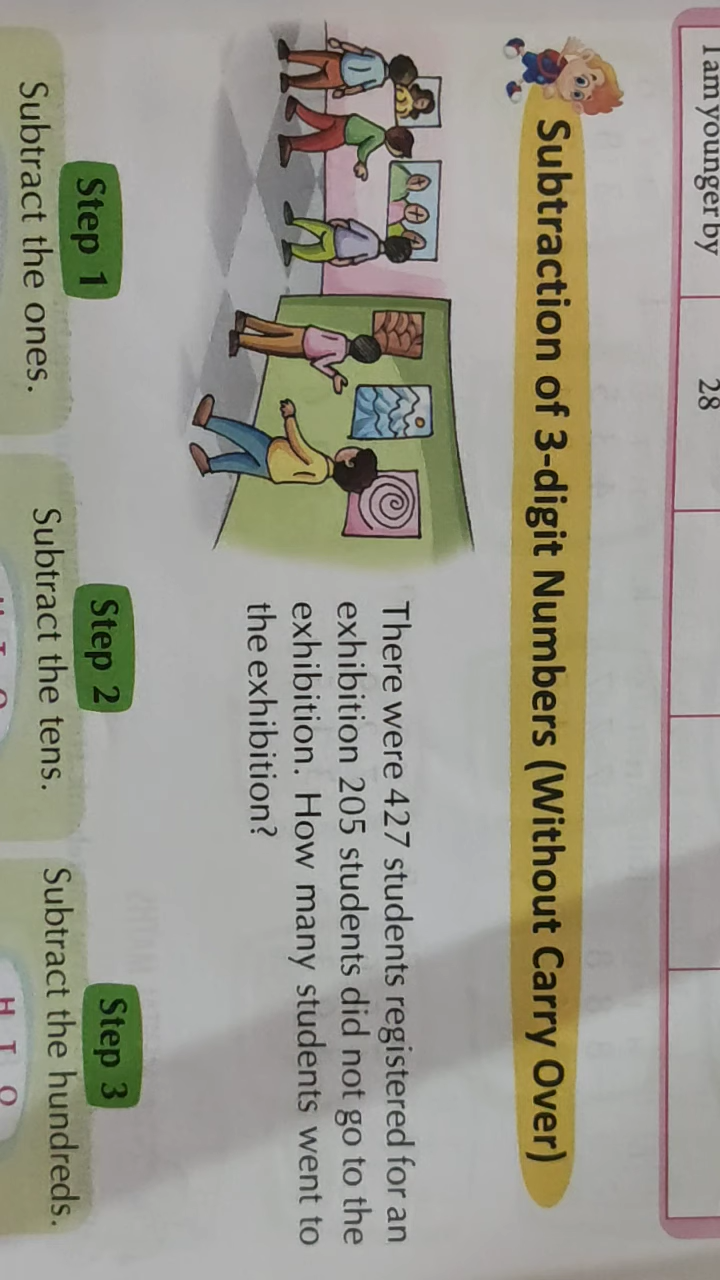 I am younger by 28
Subtraction of 3-digit Numbers (Without Carry Over)
There were 427 students registered for an
exhibition 205 students did not go to the
exhibition. How many students went to
the exhibition?
Step 1
Subtract the ones.
Step 2
Subtract the tens.
T O
Step 3
Subtract the hundreds.
H T O